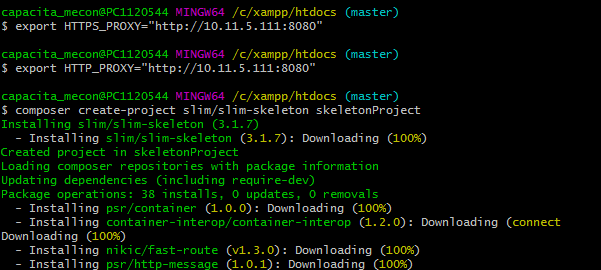 capacita_mecon@PC1120544 MINGW64 /c/xampp/htdocs (master)
$ export HTTPS_PROXY="http://10.11.5.111:8080"
capacita_mecon@PC1120544 MINGW64 /c/xampp/htdocs (master)
$ export HTTP_PROXY="http://10.11.5.111:8080"
capacita_mecon@PC1120544 MINGW64 /c/xampp/htdocs (master)
$ composer create-project slim/slim-skeleton skeletonProject
Installing slim/slim-skeleton (3.1.7)
- Installing slim/slim-skeleton (3.1.7): Downloading (100%)
Created project in skeletonProject
Loading composer repositories with package information
Updating dependencies (including require-dev)
Package operations: 38 installs, 0 updates, 0 removals
- Installing psr/container (1.0.0): Downloading (100%)
- Installing container-interop/container-interop (1.2.0): Downloading (connect
Downloading (100%)
- Installing nikic/fast-route (v1.3.0): Downloading (100%)
- Installing psr/http-message (1.0.1): Downloading (100%)